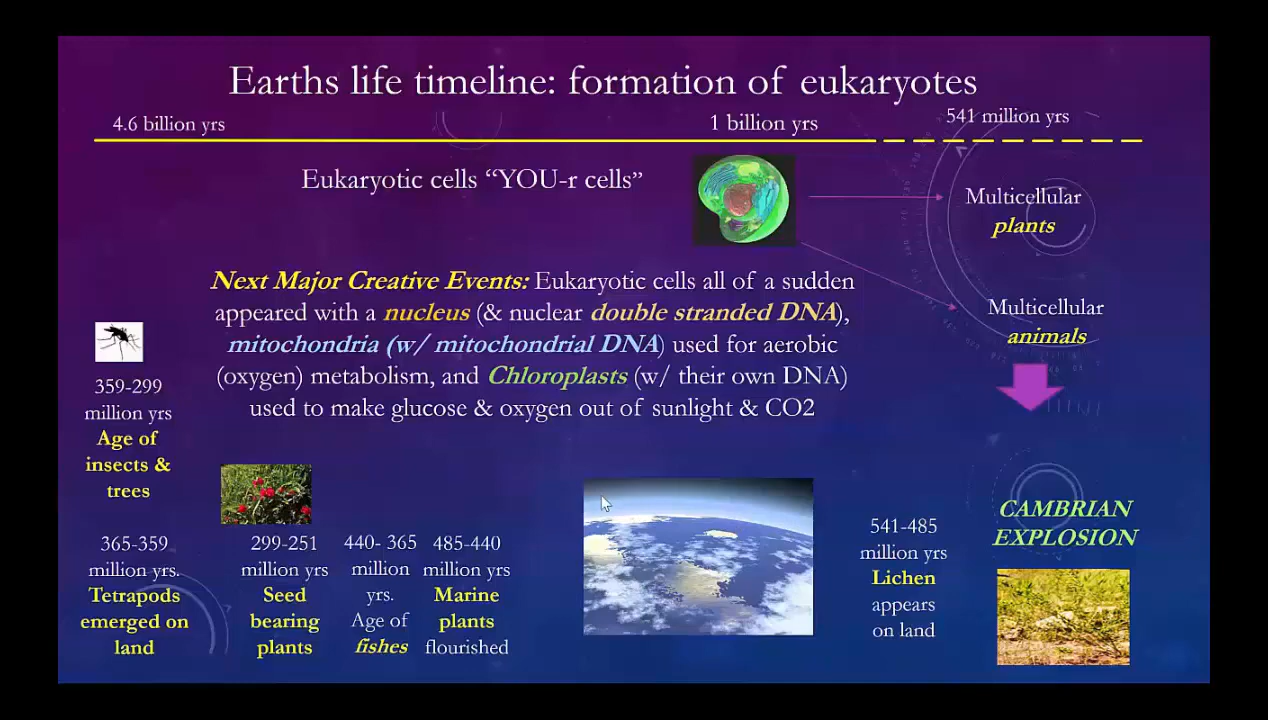 Earths life timeline: formation of eukaryotes
4.6 billion yrs
1 billion yrs
541 million yrs
Eukaryotic cells “YOU-r cells”
Multicellular
plants
Multicellular
animals
Next Major Creative Events: Eukaryotic cells all of a sudden
appeared with a nucleus (& nuclear double stranded DNA),
mitochondria (w/ mitochondrial DNA) used for aerobic
(oxygen) metabolism, and Chloroplasts (w/ their own DNA)
used to make glucose & oxygen out of sunlight & CO2
359-299
million yrs
Age of
insects &
trees
365-359
million yrs.
Tetrapods
emerged on
land
299-251
million yrs
Seed
bearing
plants
440- 365
million
yrs.
Age of
fishes
485-440
million yrs
Marine
plants
flourished
541-485
million yrs
Lichen
appears
on land
CAMBRIAN
EXPLOSION